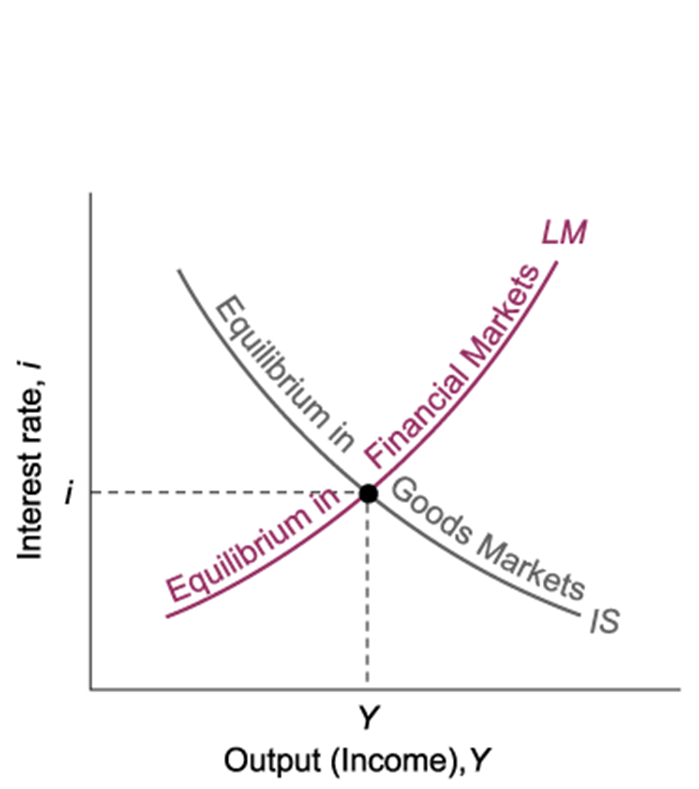 LM
Equilibrium in
Financial Markets
Equilibrium in
Goods Markets
IS
Interest rate, i
i
Y
Output (Income), Y